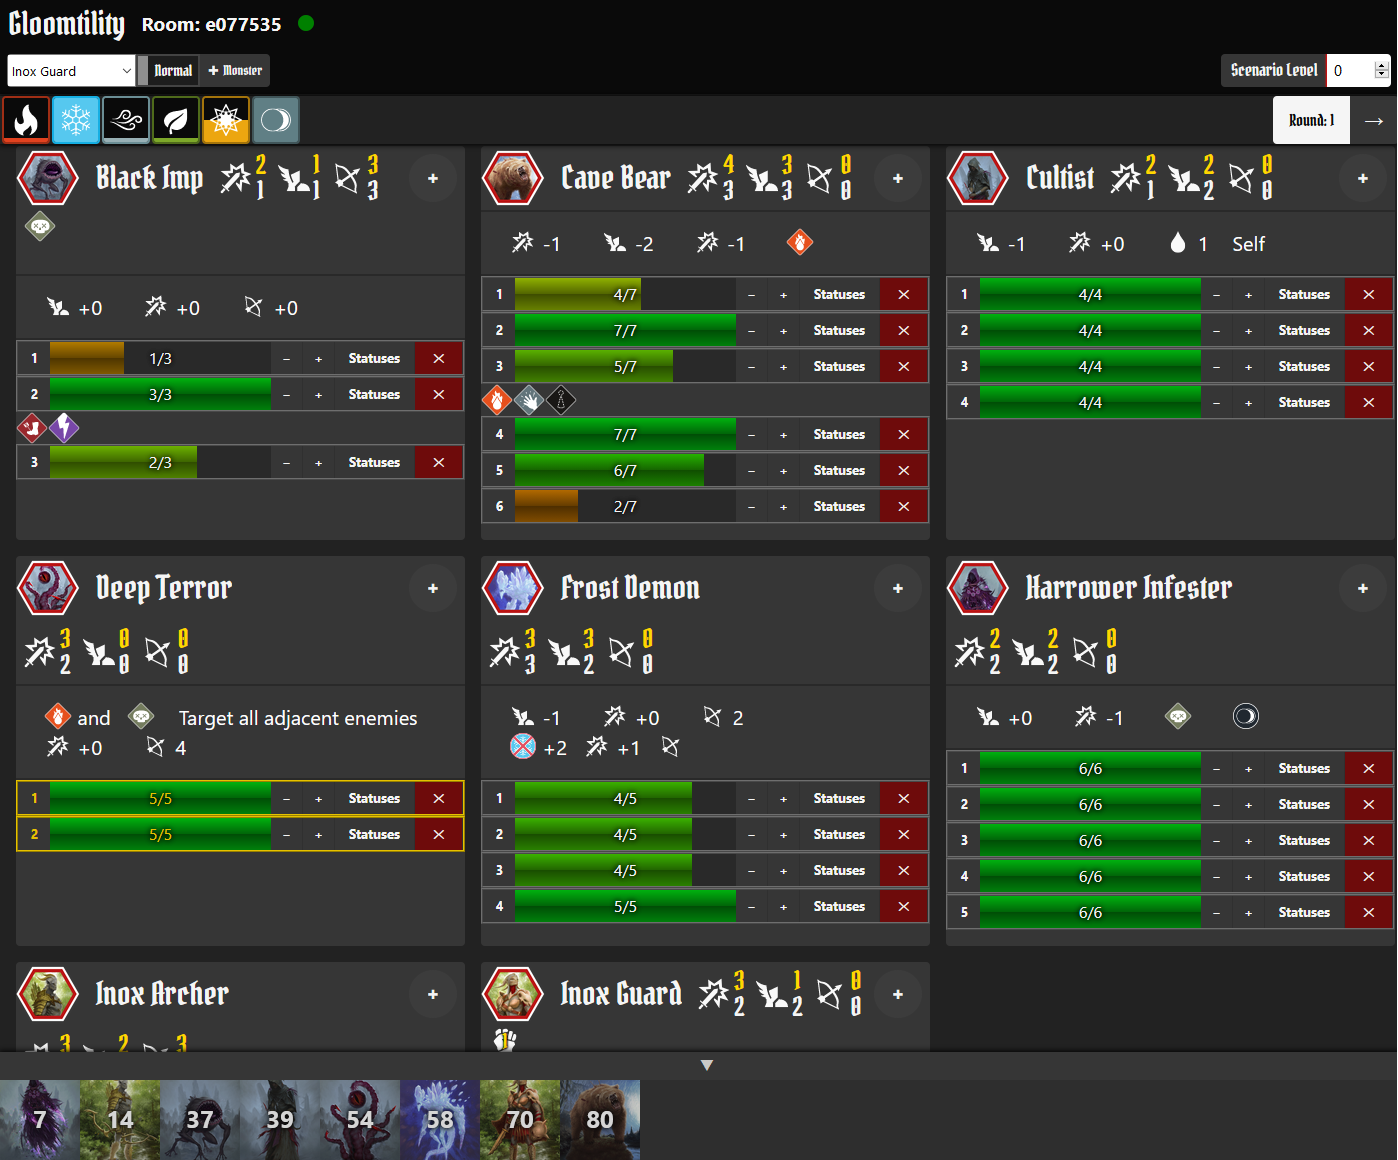 Gloomtility Room: e077535
Inox Guard Normal + Monster Scenario Level 0
Round: 1 →
Black Imp 2 1 1 1 3 3 +
+0 +0 +0
1 1/3 - + Statuses ×
2 3/3 - + Statuses ×
3 2/3 - + Statuses ×
Cave Bear 4 3 3 3 0 0 +
-1 -2 -1
1 4/7 - + Statuses ×
2 7/7 - + Statuses ×
3 5/7 - + Statuses ×
4 7/7 - + Statuses ×
5 6/7 - + Statuses ×
6 2/7 - + Statuses ×
Cultist 2 1 2 2 0 0 +
-1 +0 1 Self
1 4/4 - + Statuses ×
2 4/4 - + Statuses ×
3 4/4 - + Statuses ×
4 4/4 - + Statuses ×
Deep Terror +
3 2 0 0 0 0
and Target all adjacent enemies
+0 4
1 5/5 - + Statuses ×
2 5/5 - + Statuses ×
Frost Demon +
3 3 3 2 0 0
-1 +0 2
+2 +1
1 4/5 - + Statuses ×
2 4/5 - + Statuses ×
3 4/5 - + Statuses ×
4 5/5 - + Statuses ×
Harrower Infester +
2 2 2 2 0 0
+0 -1
1 6/6 - + Statuses ×
2 6/6 - + Statuses ×
3 6/6 - + Statuses ×
4 6/6 - + Statuses ×
5 6/6 - + Statuses ×
Inox Archer +
3 2 3
Inox Guard 3 2 1 2 0 0 +
1
7 14 37 39 54 58 70 80